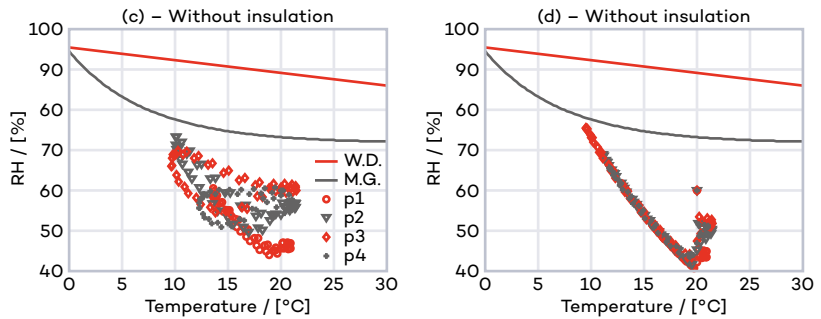 (c) – Without insulation
100
90
60
70
60
50
40
RH / [%]
0 5 10 15 20 25 30
Temperature / [°C]
W.D.
M.G.
p1
p2
p3
p4
(d) – Without insulation
100
90
60
70
60
50
40
RH / [%]
0 5 10 15 20 25 30
Temperature / [°C]